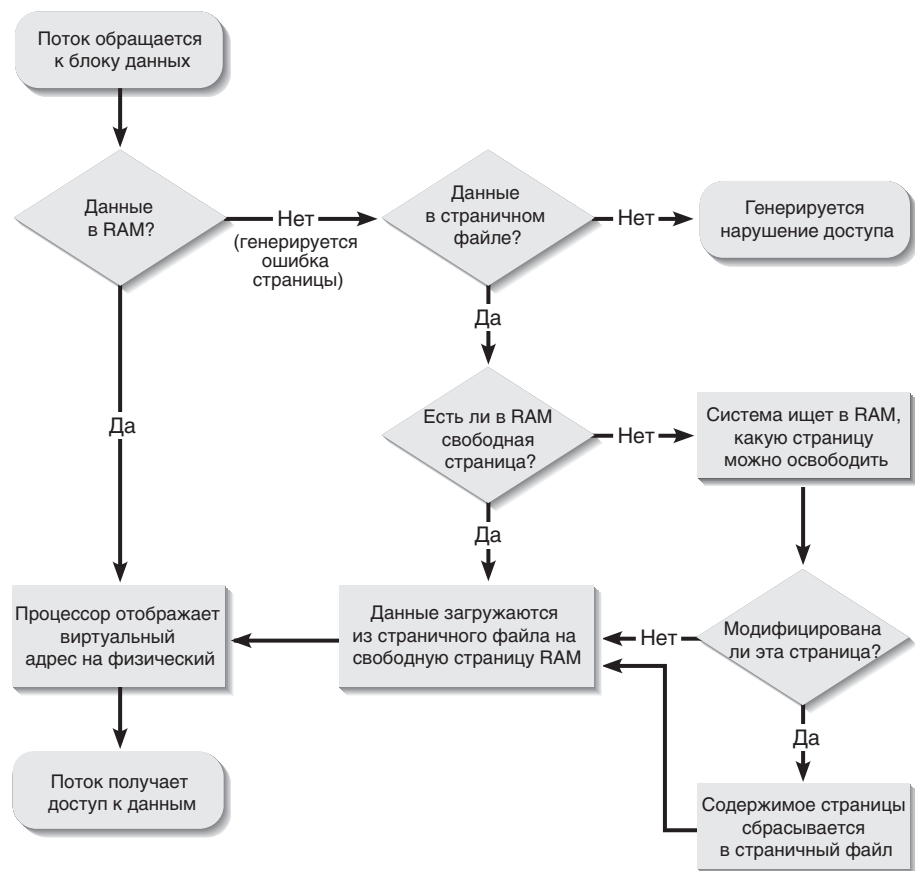 Поток обращается
к блоку данных
Данные
в RAM?
Нет
(генерируется
ошибка
страницы)
Данные
в страничном
файле?
Нет
Генерируется
нарушение доступа
Да
Да
Есть ли в RAM
свободная
страница?
Нет
Система ищет в RAM,
какую страницу
можно освободить
Да
Процессор отображает
виртуальный
адрес на физический
Данные загружаются
из страничного файла на
свободную страницу RAM
Нет
Модифицирована
ли эта страница?
Да
Поток получает
доступ к данным
Содержимое страницы
сбрасывается
в страничный файл